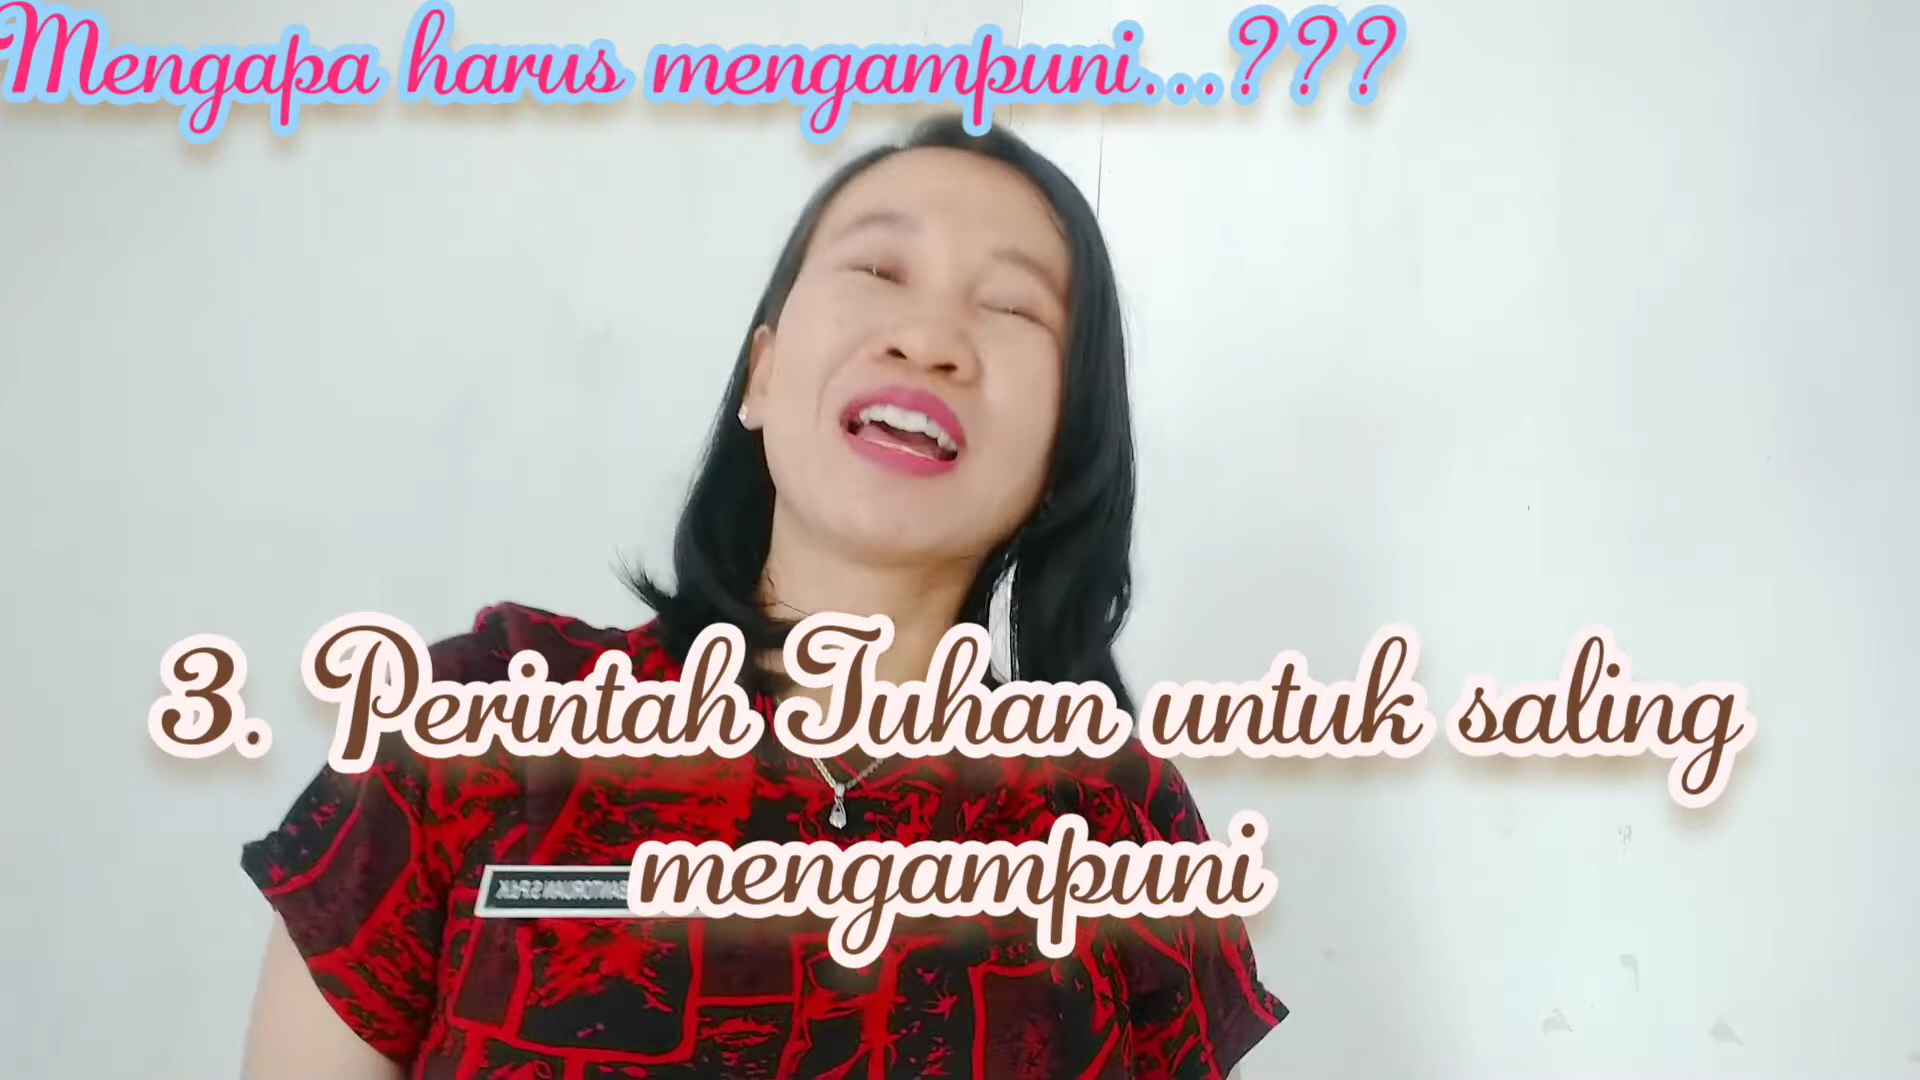 Mengapa harus mengampuni...???
3. Perintah Tuhan untuk saling
mengampuni